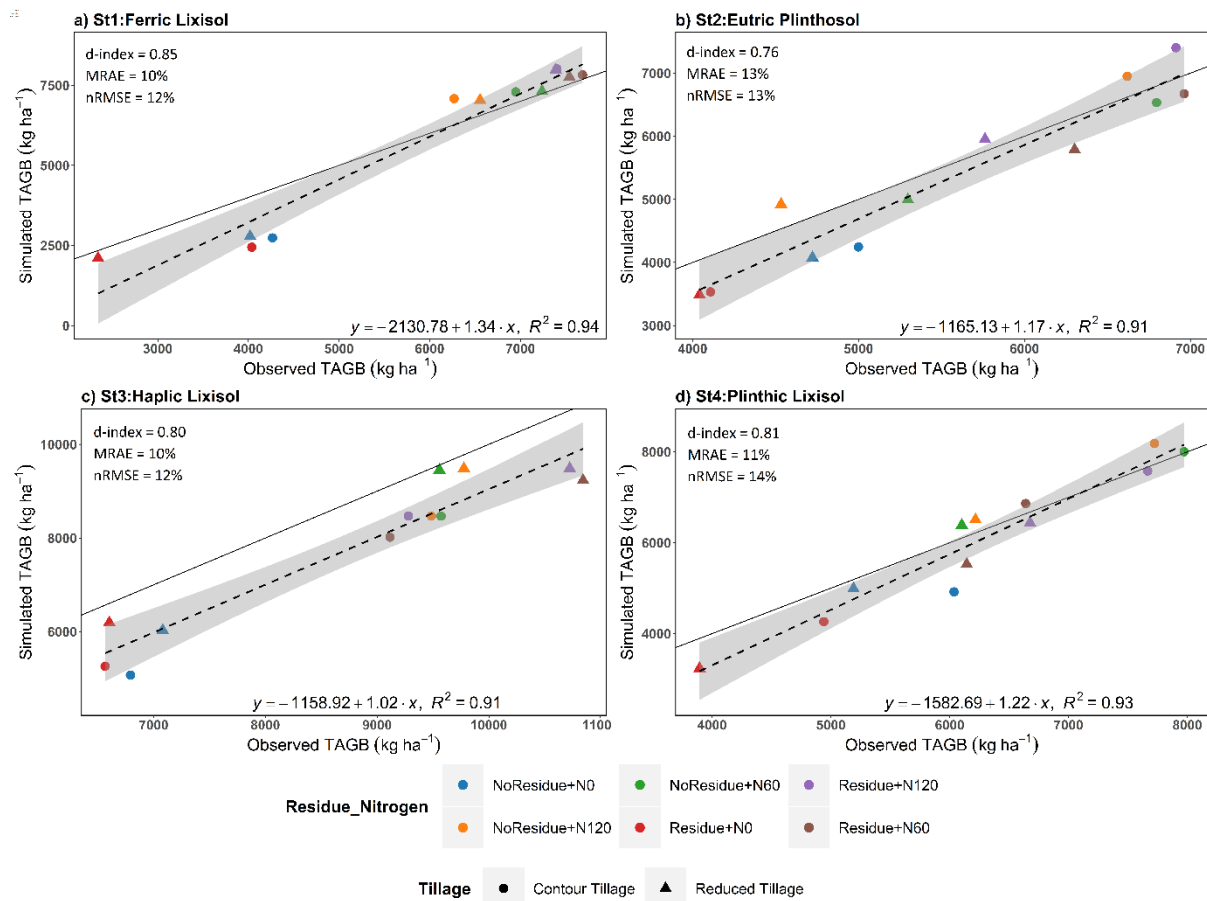 a) St1:Ferric Lixisol
d-index = 0.85
MRAE = 10%
nRMSE = 12%
7500
5000
2500
0
Simulated TAGB (kg ha⁻¹)
y = −2130.78 + 1.34 · x, R² = 0.94
3000 4000 5000 6000 7000
Observed TAGB (kg ha⁻¹)
b) St2:Eutric Plinthosol
d-index = 0.76
MRAE = 13%
nRMSE = 13%
7000
6000
5000
4000
3000
Simulated TAGB (kg ha⁻¹)
y = −1165.13 + 1.17 · x, R² = 0.91
4000 5000 6000 7000
Observed TAGB (kg ha⁻¹)
c) St3:Haplic Lixisol
d-index = 0.80
MRAE = 10%
nRMSE = 12%
10000
8000
6000
Simulated TAGB (kg ha⁻¹)
y = −1158.92 + 1.02 · x, R² = 0.91
7000 8000 9000 10000 1100
Observed TAGB (kg ha⁻¹)
d) St4:Plinthic Lixisol
d-index = 0.81
MRAE = 11%
nRMSE = 14%
8000
6000
4000
Simulated TAGB (kg ha⁻¹)
y = −1582.69 + 1.22 · x, R² = 0.93
4000 5000 6000 7000 8000
Observed TAGB (kg ha⁻¹)
Residue_Nitrogen
NoResidue+N0 NoResidue+N60 Residue+N120
NoResidue+N120 Residue+N0 Residue+N60
Tillage Contour Tillage Reduced Tillage